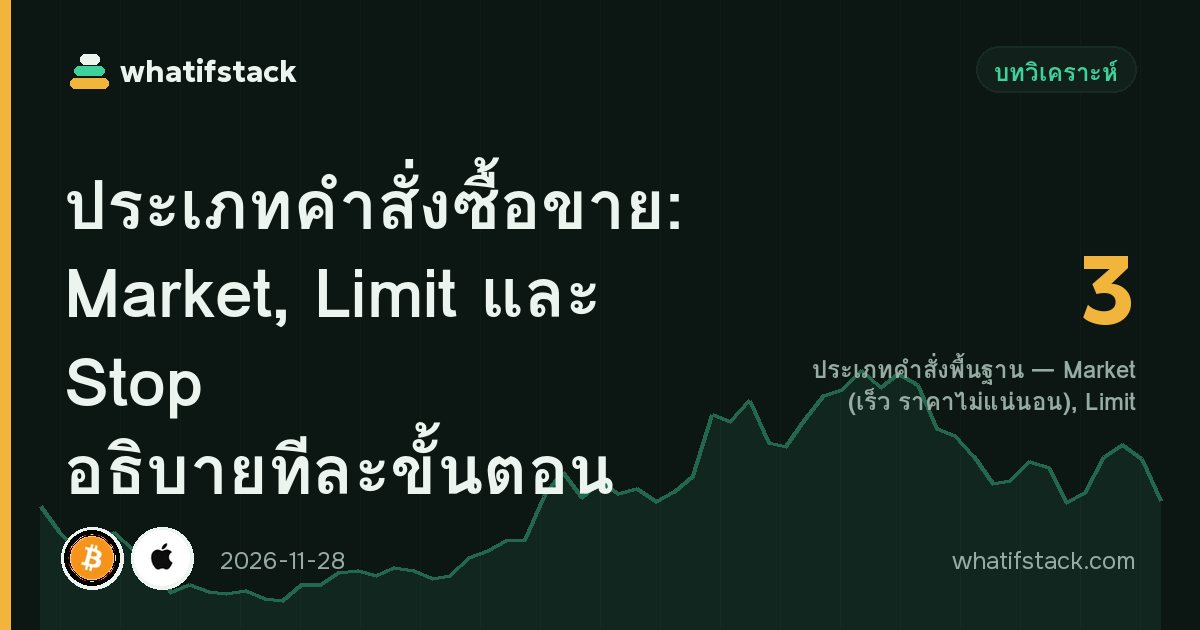 whatifstack
บทวิเคราะห์
ประเภทคำสั่งซื้อขาย:
Market, Limit และ
Stop
อธิบายทีละขั้นตอน
3
ประเภทคำสั่งพื้นฐาน — Market
(เร็ว ราคาไม่แน่นอน), Limit
2026-11-28
whatifstack.com